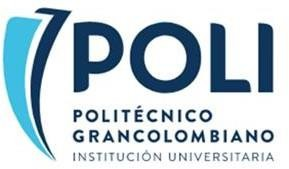 POLI
POLITÉCNICO
GRANCOLOMBIANO
INSTITUCIÓN UNIVERSITARIA